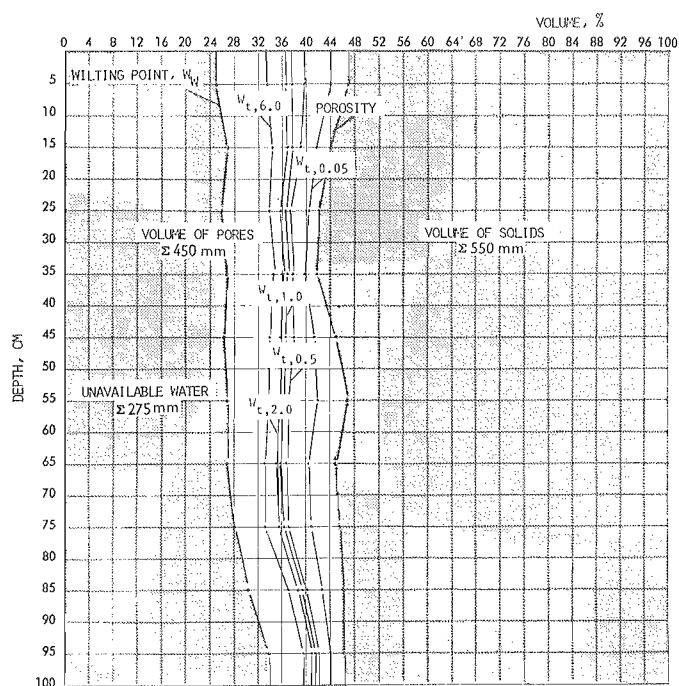 VOLUME, %
0 4 8 12 16 20 24 28 32 36 40 44 48 52 56 60 64' 68 72 76 80 84 88 92 96 100
5
WILTING POINT, WW
Wt,6.0
POROSITY
10
15
Wt,0.05
20
25
30
VOLUME OF PORES
Σ 450 mm
VOLUME OF SOLIDS
Σ 550 mm
35
Wt,1.0
40
45
Wt,0.5
50
DEPTH, CM
UNAVAILABLE WATER
Σ 275 mm
55
Wt,2.0
60
65
70
75
80
85
90
95
100